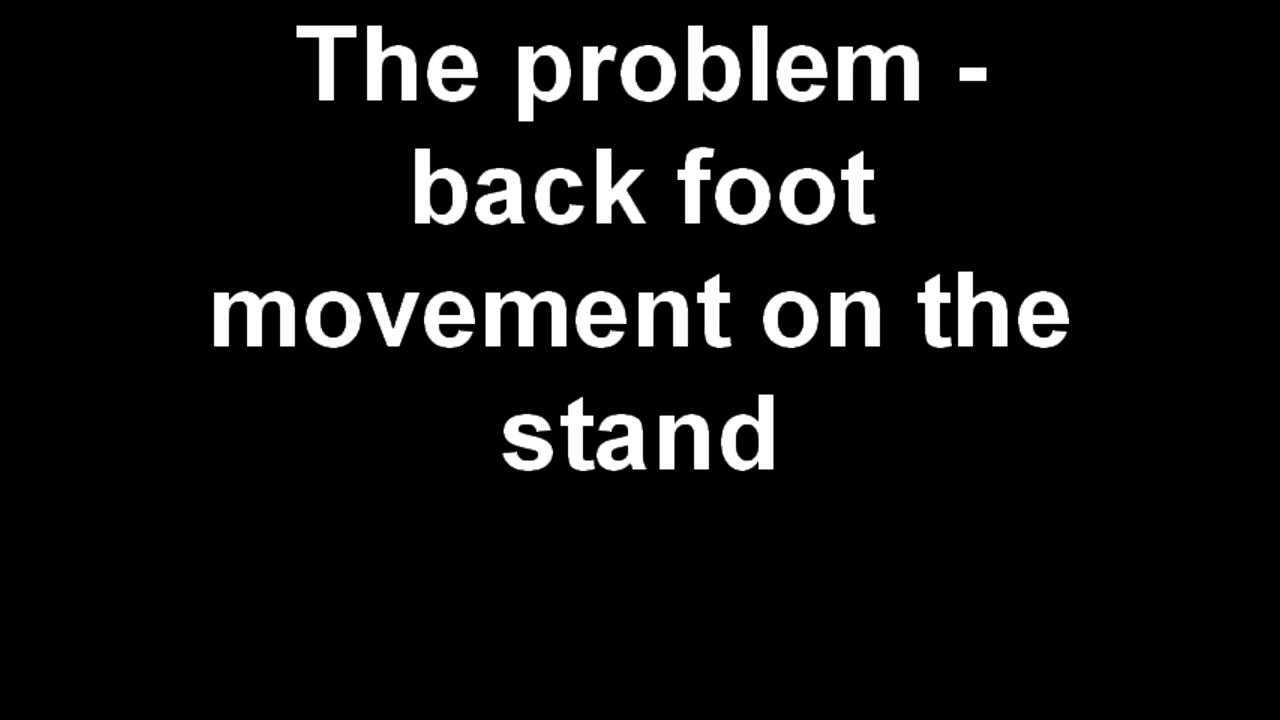 The problem -
back foot
movement on the
stand